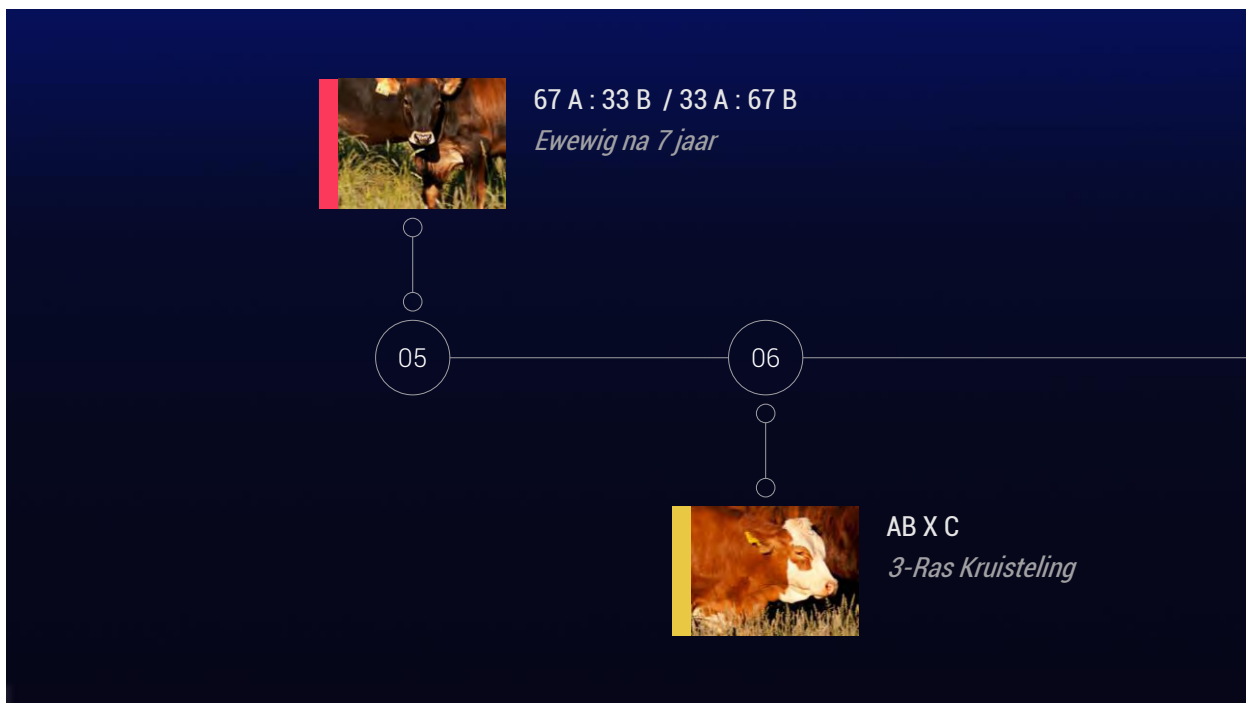 67 A : 33 B / 33 A : 67 B
Ewewig na 7 jaar
05
06
AB X C
3-Ras Kruisteling